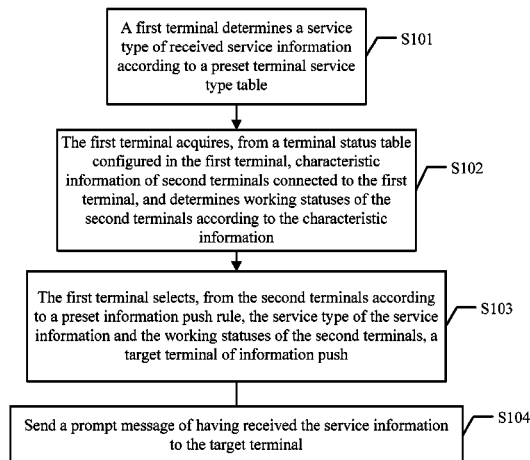 A first terminal determines a service
type of received service information
according to a preset terminal service
type table
S101
The first terminal acquires, from a terminal status table
configured in the first terminal, characteristic
information of second terminals connected to the first
terminal, and determines working statuses of the
second terminals according to the characteristic
information
S102
The first terminal selects, from the second terminals according
to a preset information push rule, the service type of the service
information and the working statuses of the second terminals, a
target terminal of information push
S103
Send a prompt message of having received the service information
to the target terminal
S104